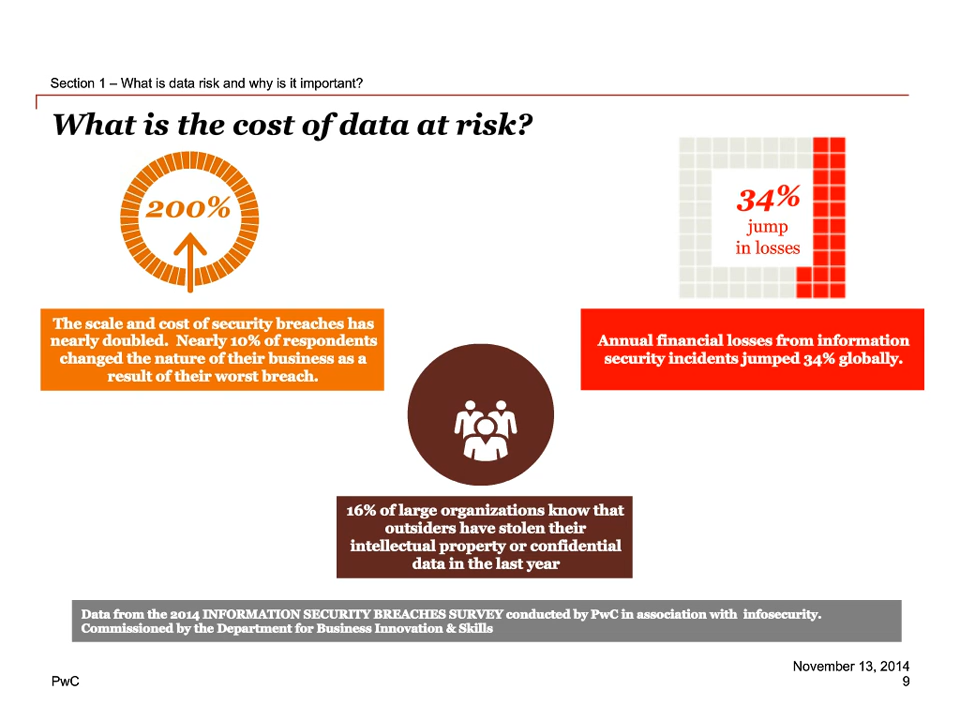 Section 1 – What is data risk and why is it important?
What is the cost of data at risk?
200%
34%
jump
in losses
The scale and cost of security breaches has
nearly doubled.  Nearly 10% of respondents
changed the nature of their business as a
result of their worst breach.
Annual financial losses from information
security incidents jumped 34% globally.
16% of large organizations know that
outsiders have stolen their
intellectual property or confidential
data in the last year
Data from the 2014 INFORMATION SECURITY BREACHES SURVEY conducted by PwC in association with  infosecurity.
Commissioned by the Department for Business Innovation & Skills
November 13, 2014
PwC
9